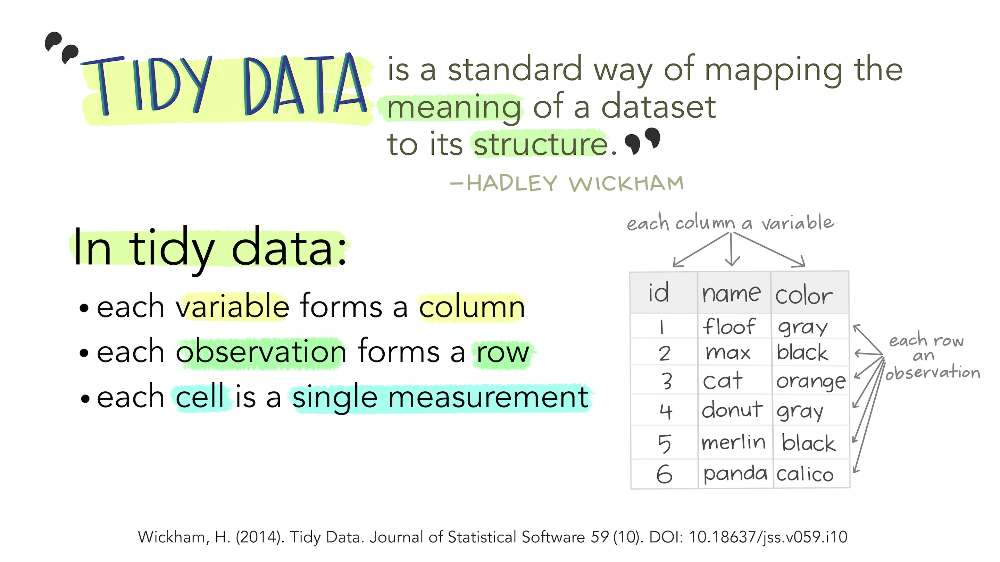 “TIDY DATA is a standard way of mapping the
meaning of a dataset
to its structure.”
—HADLEY WICKHAM
In tidy data:
• each variable forms a column
• each observation forms a row
• each cell is a single measurement
each column a variable
id name color
1 floof gray
2 max black
3 cat orange
4 donut gray
5 merlin black
6 panda calico
each row
an
observation
Wickham, H. (2014). Tidy Data. Journal of Statistical Software 59 (10). DOI: 10.18637/jss.v059.i10